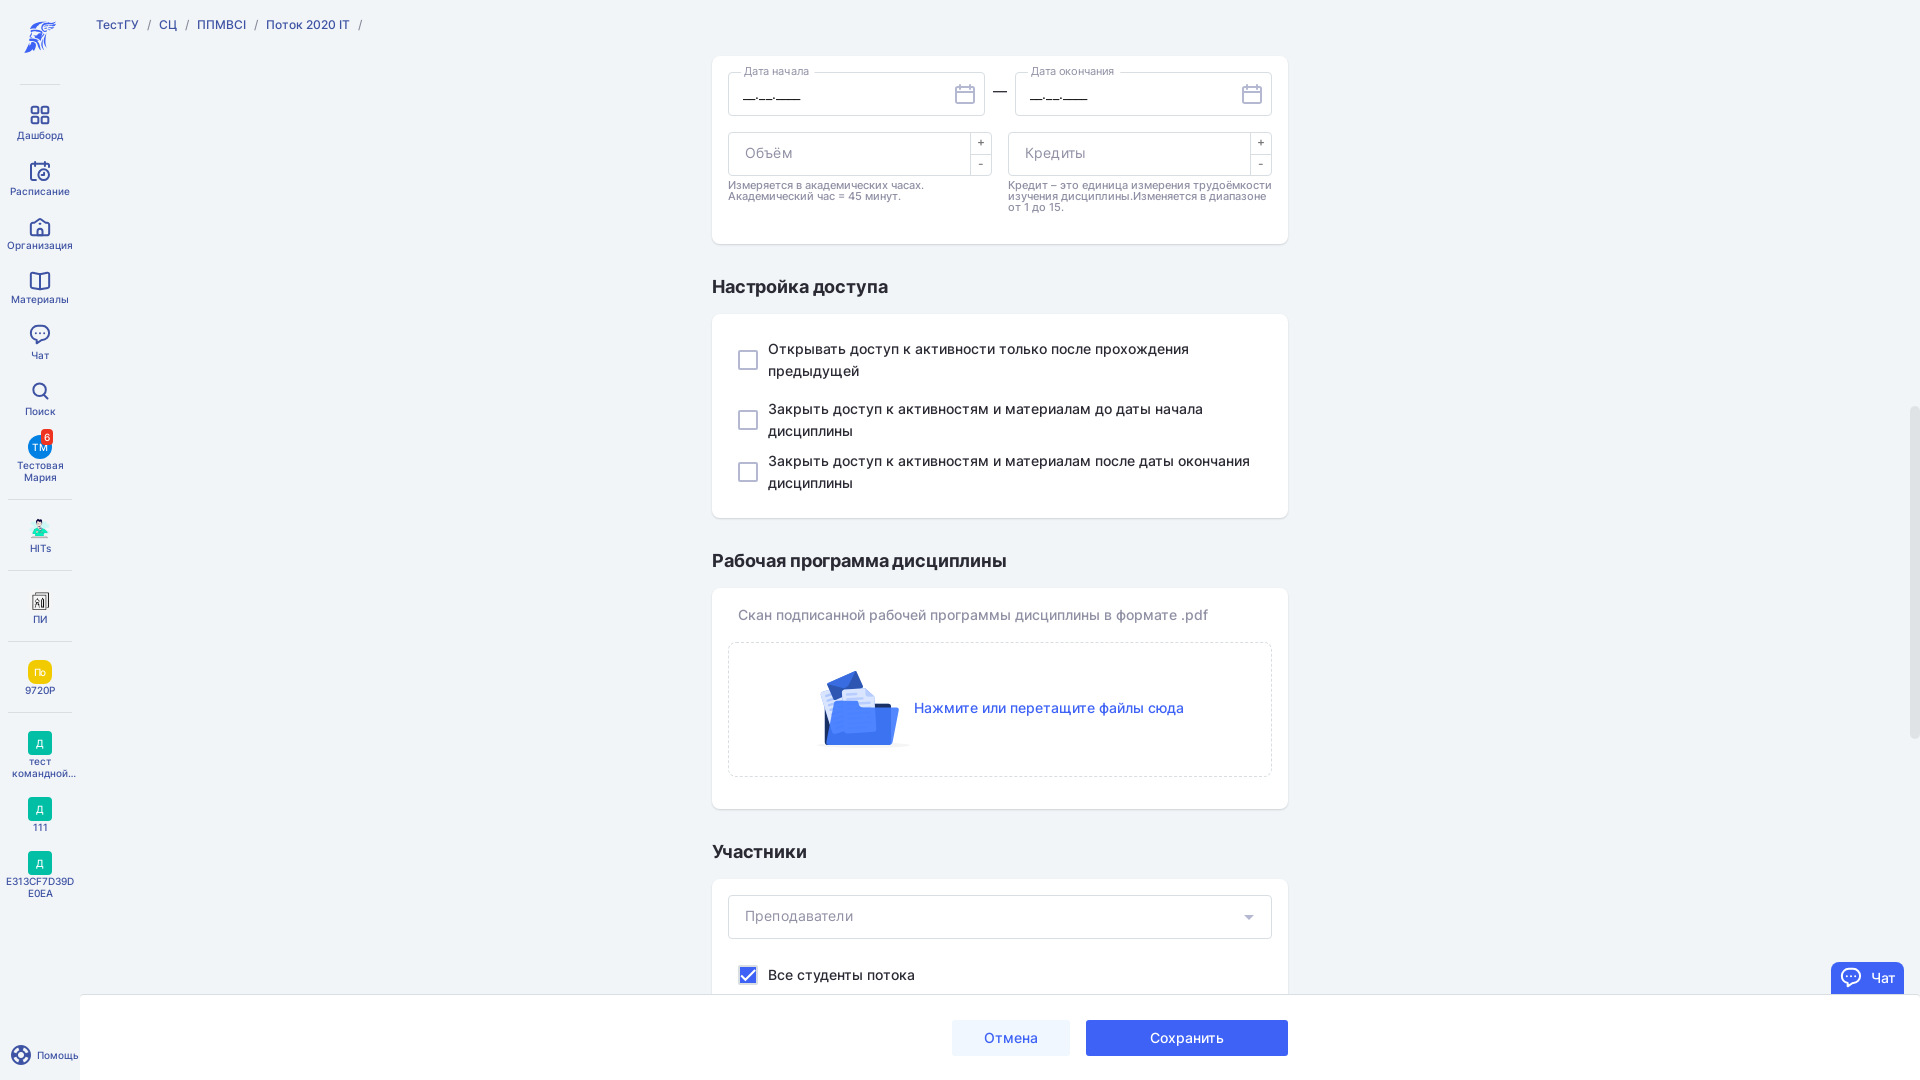 ТестГУ / СЦ / ППМВСІ / Поток 2020 IT /
Дашборд
Расписание
Организация
Материалы
Чат
Поиск
6
ТМ
Тестовая
Мария
HITs
ПИ
Пь
9720Р
Д
тест
командной...
Д
111
Д
E313CF7D39D
E0EA
Помощь
Дата начала
__.__.____
—
Дата окончания
__.__.____
Объём
+
-
Измеряется в академических часах.
Академический час = 45 минут.
Кредиты
+
-
Кредит – это единица измерения трудоёмкости
изучения дисциплины.Изменяется в диапазоне
от 1 до 15.
Настройка доступа
Открывать доступ к активности только после прохождения
предыдущей
Закрыть доступ к активностям и материалам до даты начала
дисциплины
Закрыть доступ к активностям и материалам после даты окончания
дисциплины
Рабочая программа дисциплины
Скан подписанной рабочей программы дисциплины в формате .pdf
Нажмите или перетащите файлы сюда
Участники
Преподаватели
Все студенты потока
Чат
Отмена
Сохранить